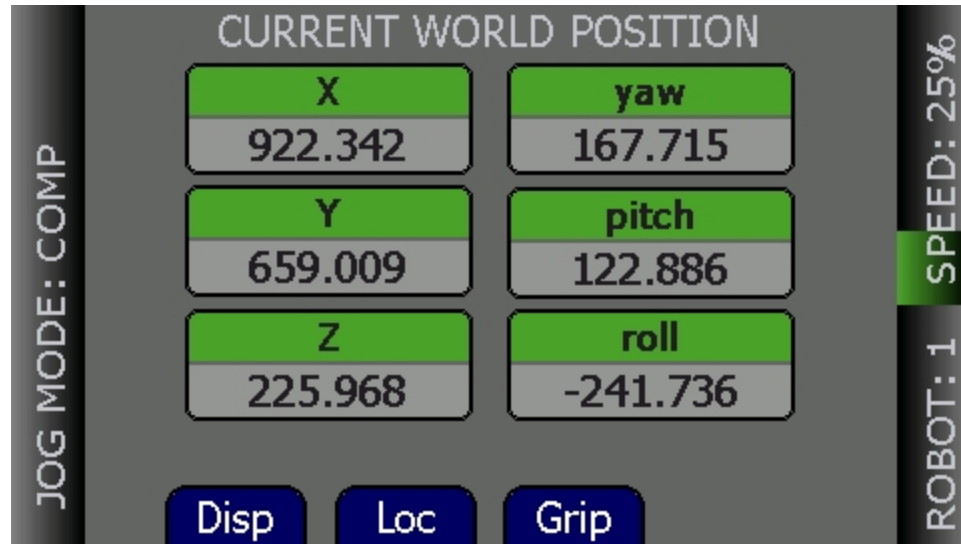 CURRENT WORLD POSITION
X
922.342
yaw
167.715
Y
659.009
pitch
122.886
Z
225.968
roll
-241.736
JOG MODE: COMP
SPEED: 25%
ROBOT: 1
Disp
Loc
Grip